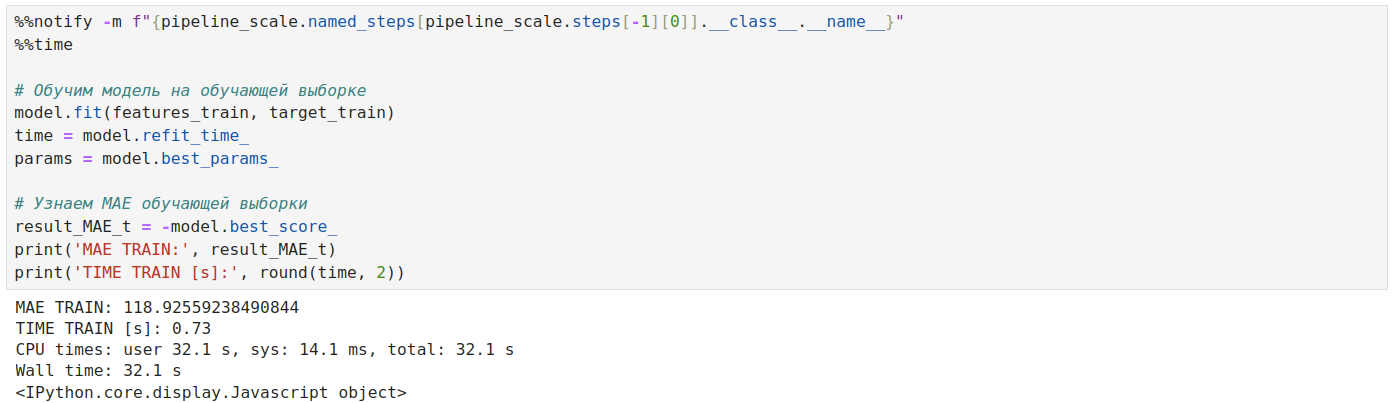 %%notify -m f"{pipeline_scale.named_steps[pipeline_scale.steps[-1][0]].__class__.__name__}"
%%time
# Обучим модель на обучающей выборке
model.fit(features_train, target_train)
time = model.refit_time_
params = model.best_params_
# Узнаем MAE обучающей выборки
result_MAE_t = -model.best_score_
print('MAE TRAIN:', result_MAE_t)
print('TIME TRAIN [s]:', round(time, 2))
MAE TRAIN: 118.92559238490844
TIME TRAIN [s]: 0.73
CPU times: user 32.1 s, sys: 14.1 ms, total: 32.1 s
Wall time: 32.1 s
<IPython.core.display.Javascript object>